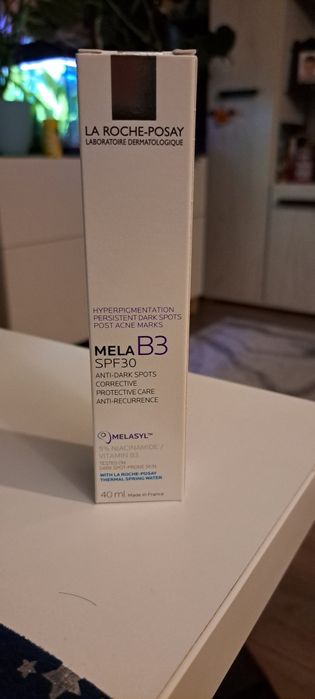 LA ROCHE-POSAY
LABORATOIRE DERMATOLOGIQUE
HYPERPIGMENTATION
PERSISTENT DARK SPOTS
POST ACNE MARKS
MELA B3
SPF30
ANTI-DARK SPOTS
CORRECTIVE
PROTECTIVE CARE
ANTI-RECURRENCE
MELASYL™
5% NIACINAMIDE /
VITAMIN B3
TESTED ON
DARK SPOT-PRONE SKIN
WITH LA ROCHE-POSAY
THERMAL SPRING WATER
40 ml Made in France